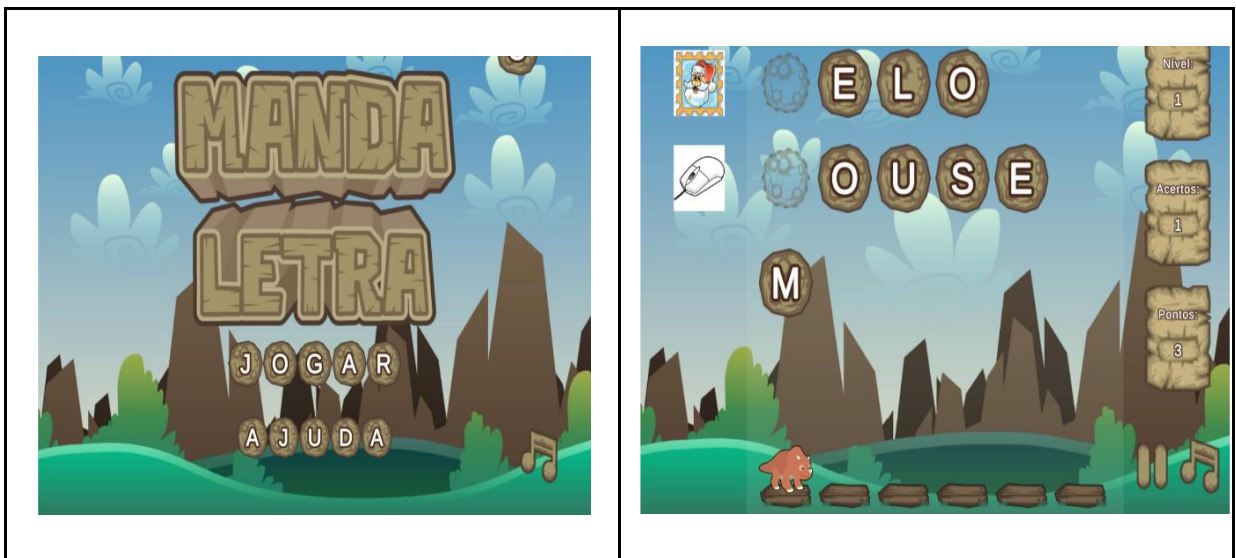 MANDA
LETRA
JOGAR
AJUDA
ELO
OUSE
M
Nível:
1
Acertos:
1
Pontos:
3